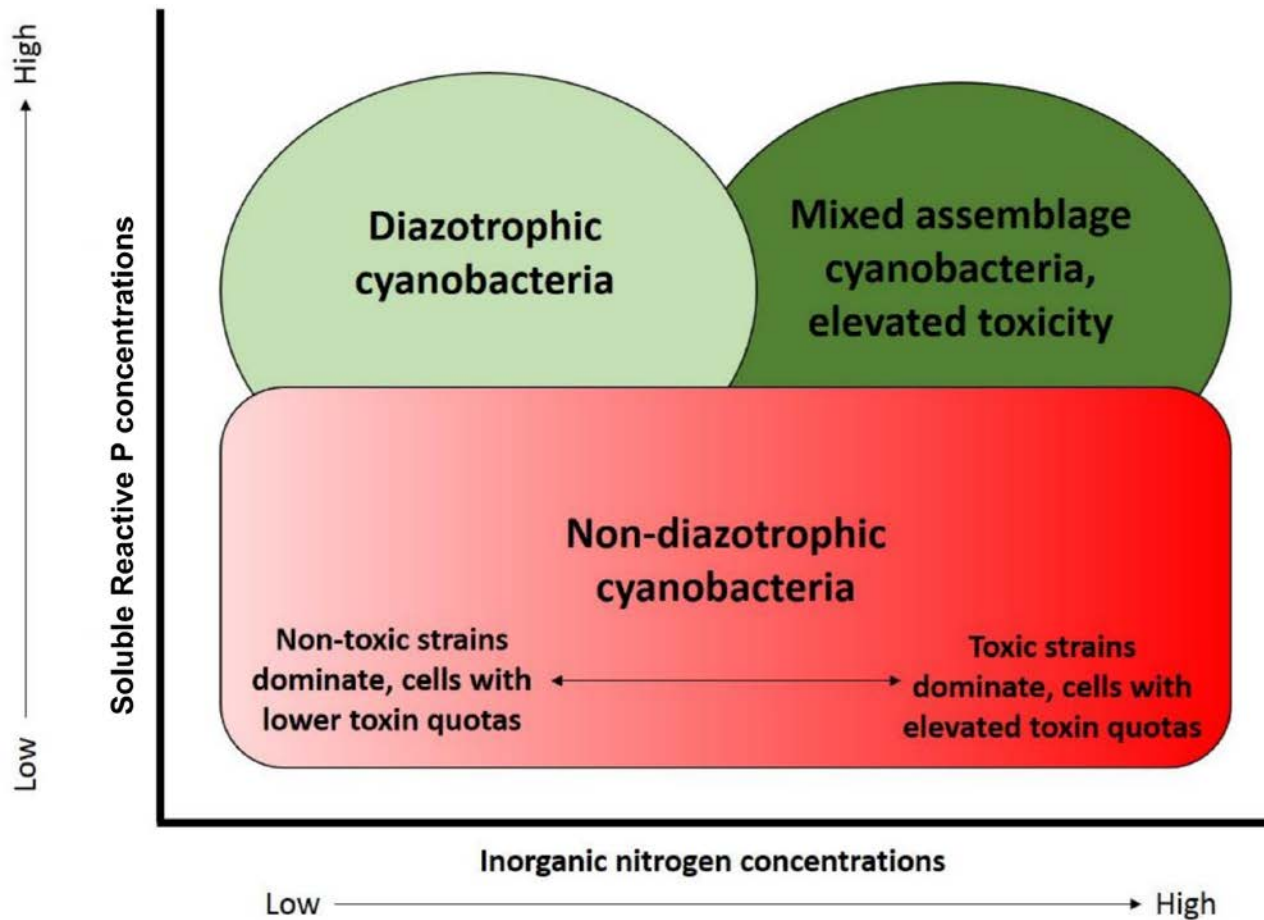 High
Soluble Reactive P concentrations
Low
Diazotrophic
cyanobacteria
Mixed assemblage
cyanobacteria,
elevated toxicity
Non-diazotrophic
cyanobacteria
Non-toxic strains
dominate, cells with
lower toxin quotas
Toxic strains
dominate, cells with
elevated toxin quotas
Inorganic nitrogen concentrations
Low
High